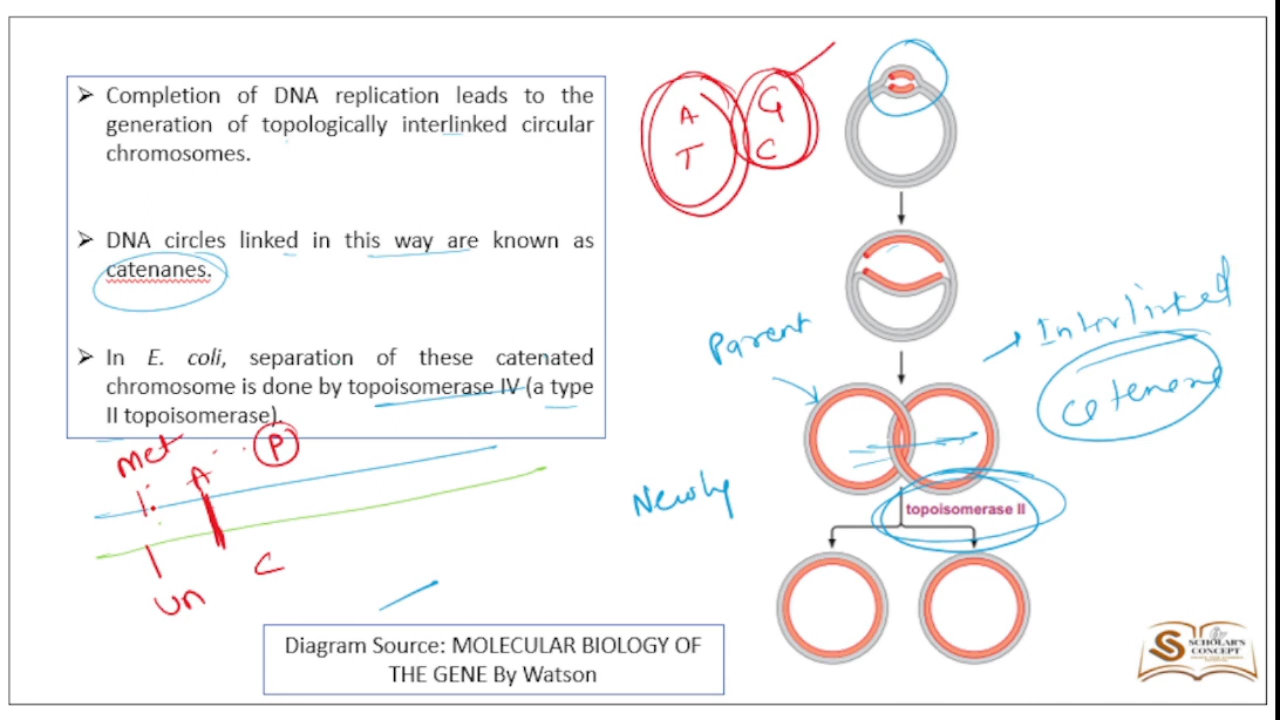 ➢ Completion of DNA replication leads to the
generation of topologically interlinked circular
chromosomes.
➢ DNA circles linked in this way are known as
catenanes.
➢ In E. coli, separation of these catenated
chromosome is done by topoisomerase IV (a type
II topoisomerase).
A G
T C
Parent
Interlinked
catenane
Newly
topoisomerase II
met
A
P
C
un
Diagram Source: MOLECULAR BIOLOGY OF
THE GENE By Watson
SCHOLAR'S
CONCEPT